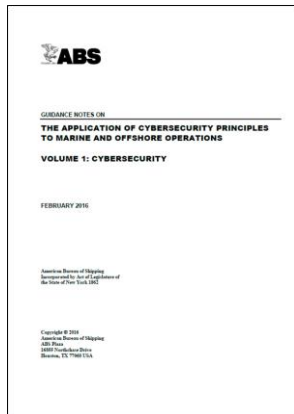 ABS
GUIDANCE NOTES ON
THE APPLICATION OF CYBERSECURITY PRINCIPLES
TO MARINE AND OFFSHORE OPERATIONS
VOLUME 1: CYBERSECURITY
FEBRUARY 2016
American Bureau of Shipping
Incorporated by Act of Legislature of
the State of New York 1862
Copyright © 2016
American Bureau of Shipping
ABS Plaza
16855 Northchase Drive
Houston, TX 77060 USA